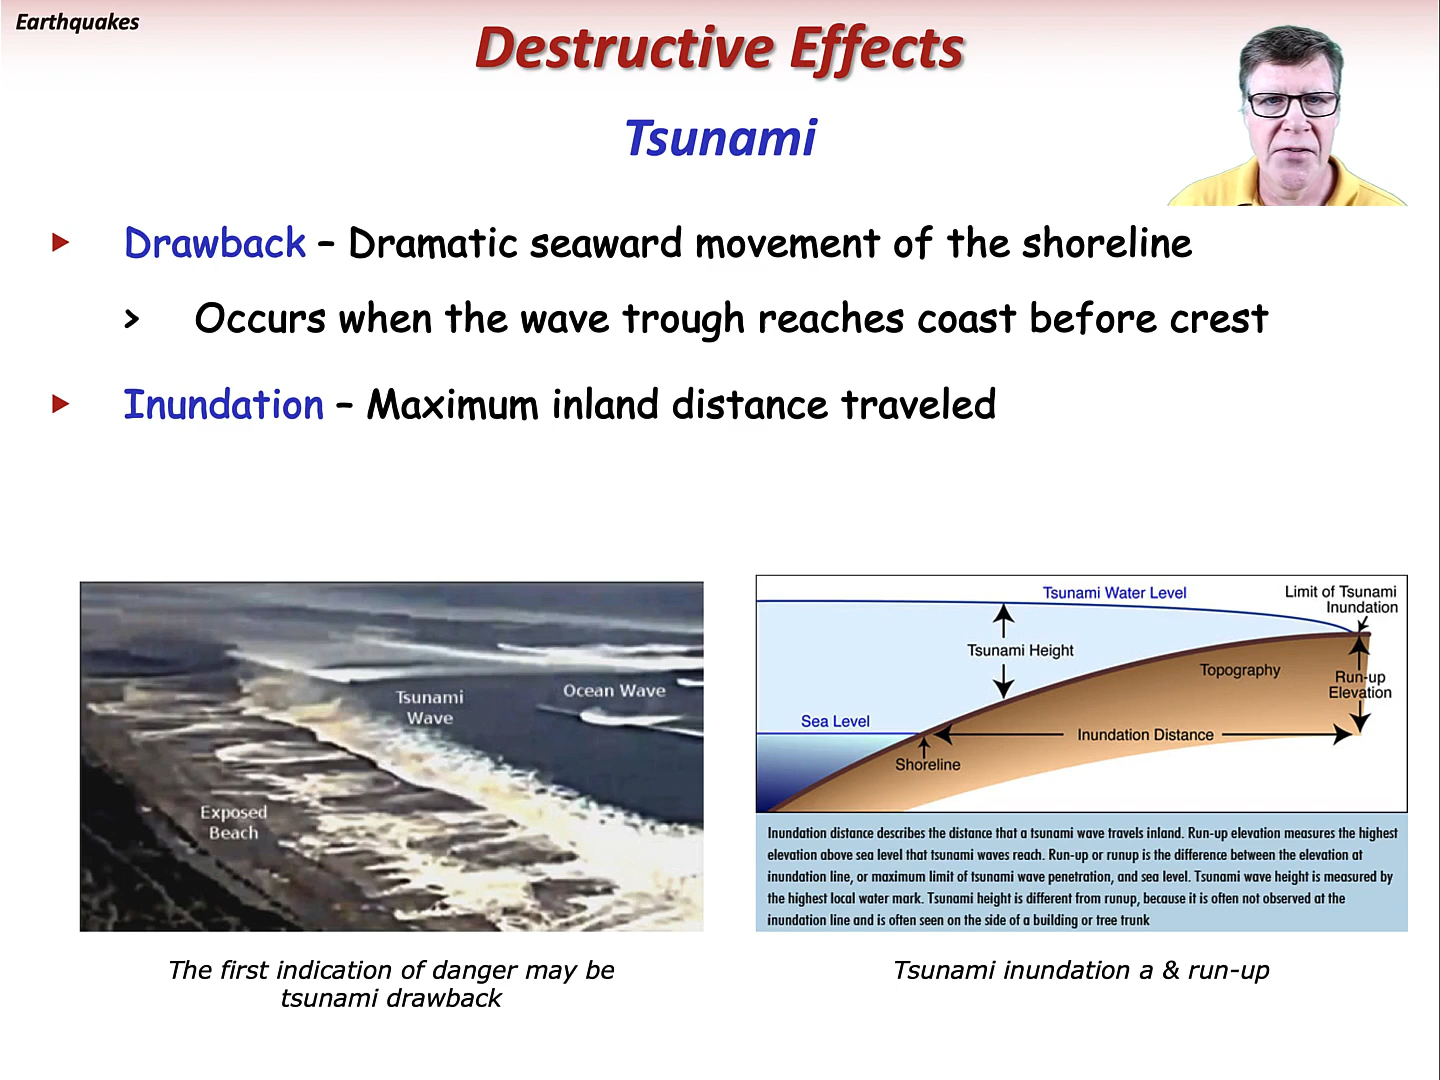 Earthquakes
Destructive Effects
Tsunami
Drawback – Dramatic seaward movement of the shoreline
> Occurs when the wave trough reaches coast before crest
Inundation – Maximum inland distance traveled
Tsunami
Wave
Ocean Wave
Exposed
Beach
The first indication of danger may be
tsunami drawback
Tsunami Water Level
Limit of Tsunami
Inundation
Tsunami Height
Topography
Run-up
Elevation
Sea Level
Inundation Distance
Shoreline
Inundation distance describes the distance that a tsunami wave travels inland. Run-up elevation measures the highest
elevation above sea level that tsunami waves reach. Run-up or runup is the difference between the elevation at
inundation line, or maximum limit of tsunami wave penetration, and sea level. Tsunami wave height is measured by
the highest local water mark. Tsunami height is different from runup, because it is often not observed at the
inundation line and is often seen on the side of a building or tree trunk
Tsunami inundation a & run-up